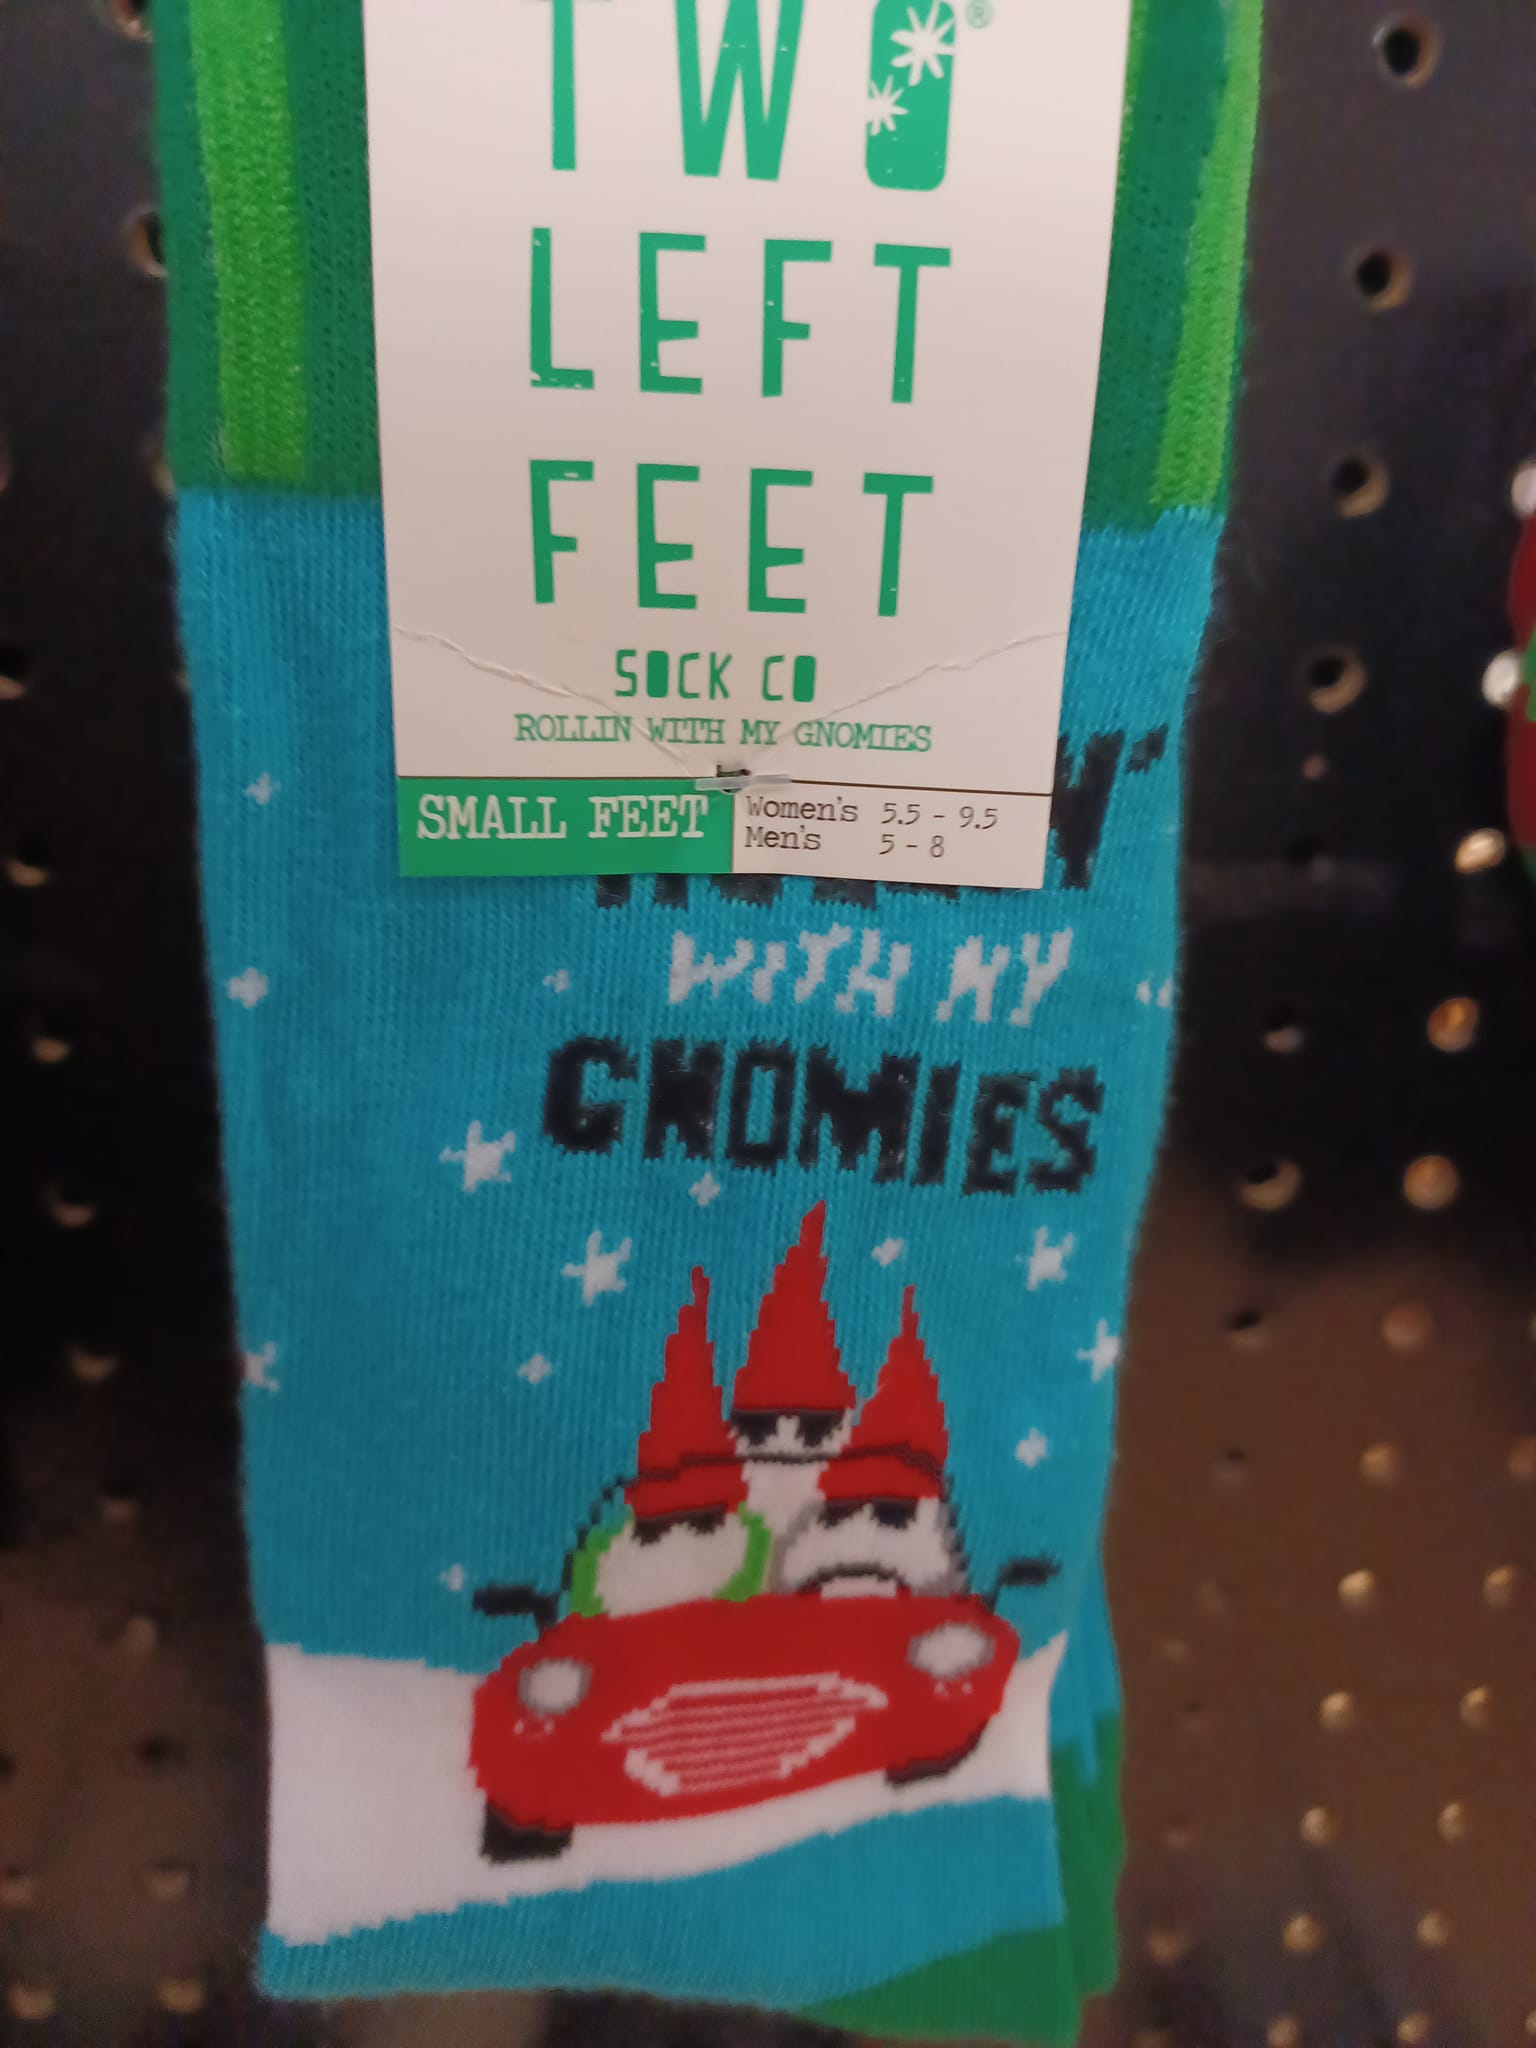 TWO®
LEFT
FEET
SOCK CO
ROLLIN WITH MY GNOMIES
SMALL FEET
Women's 5.5 - 9.5
Men's 5 - 8
WITH MY
GNOMIES